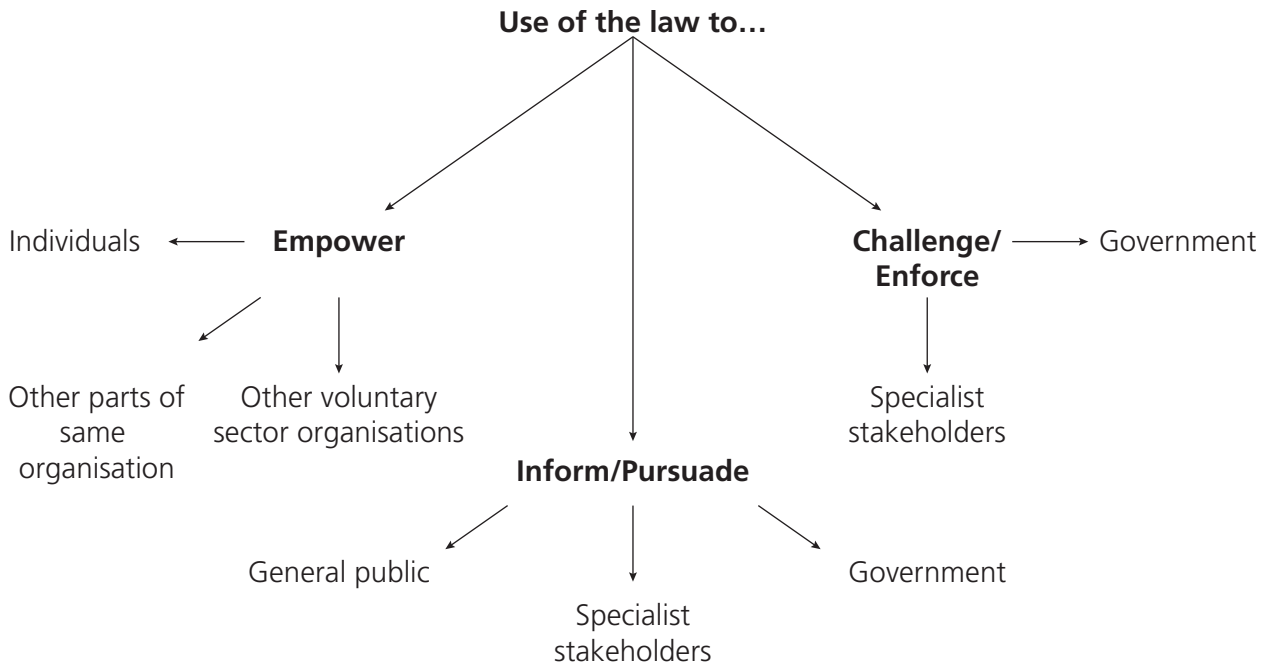 Use of the law to…
Individuals
Empower
Challenge/
Enforce
Government
Other parts of
same
organisation
Other voluntary
sector organisations
Specialist
stakeholders
Inform/Pursuade
General public
Specialist
stakeholders
Government